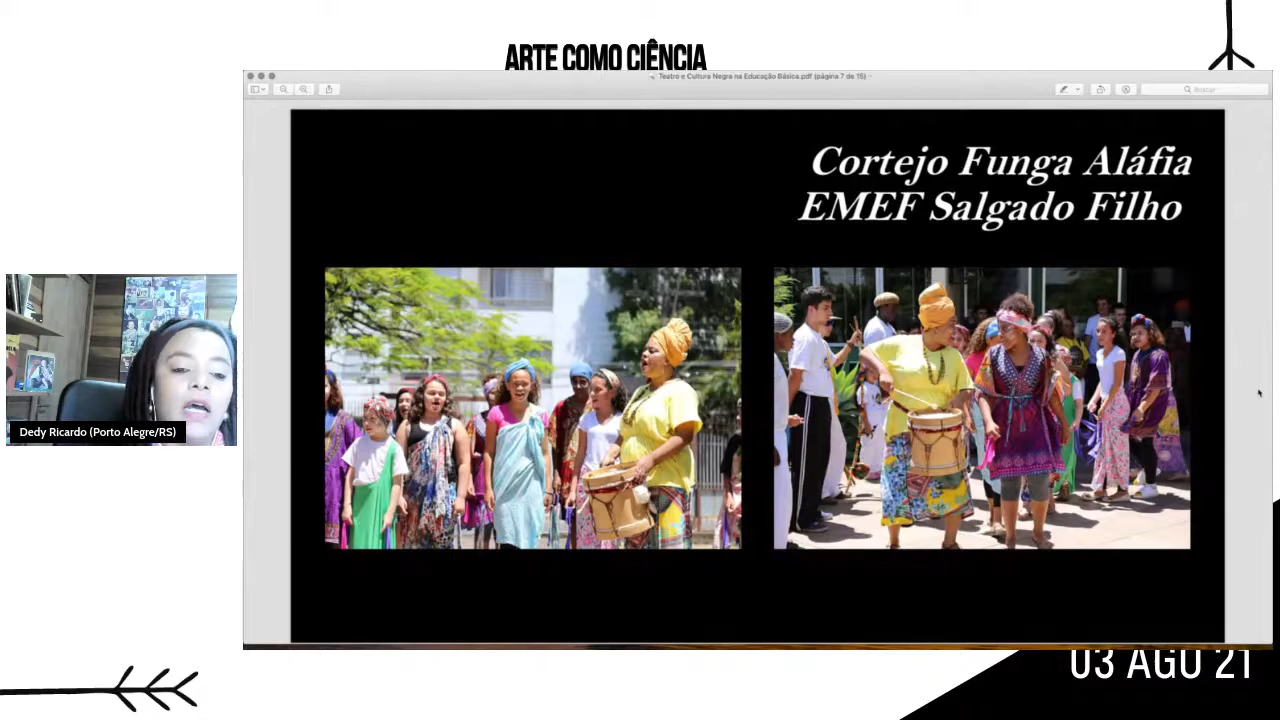 ARTE COMO CIÊNCIA
Teatro e Cultura Negra na Educação Básica.pdf (página 7 de 15)
Buscar
Cortejo Funga Aláfia
EMEF Salgado Filho
Dedy Ricardo (Porto Alegre/RS)
03 AGO 21